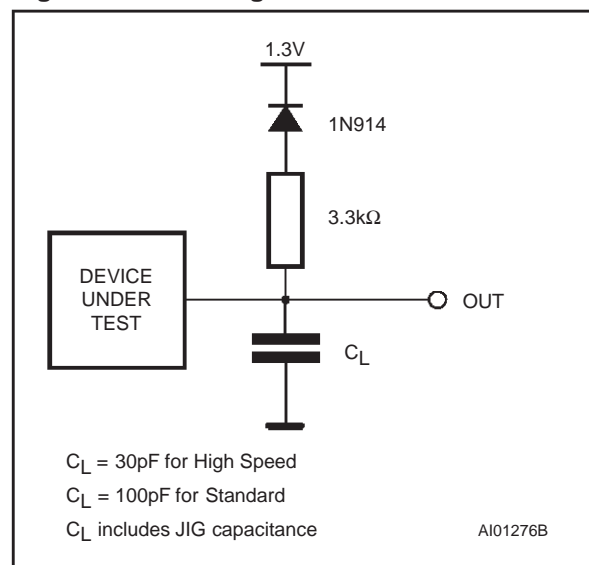 1.3V
1N914
3.3kΩ
DEVICE
UNDER
TEST
OUT
CL
CL = 30pF for High Speed
CL = 100pF for Standard
CL includes JIG capacitance
AI01276B